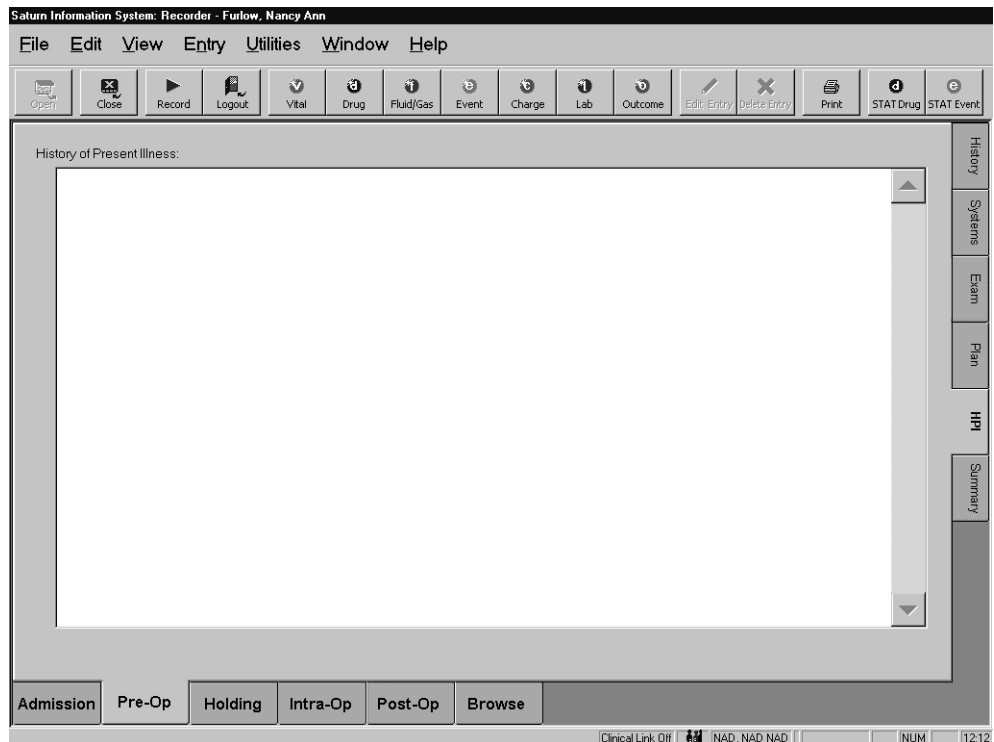 Saturn Information System: Recorder - Furlow, Nancy Ann
File Edit View Entry Utilities Window Help
Open Close Record Logout Vital Drug Fluid/Gas Event Charge Lab Outcome Edit Entry Delete Entry Print STAT Drug STAT Event
History of Present Illness:
History
Systems
Exam
Plan
HPI
Summary
Admission Pre-Op Holding Intra-Op Post-Op Browse
Clinical Link Off NAD, NAD NAD NUM 12:12